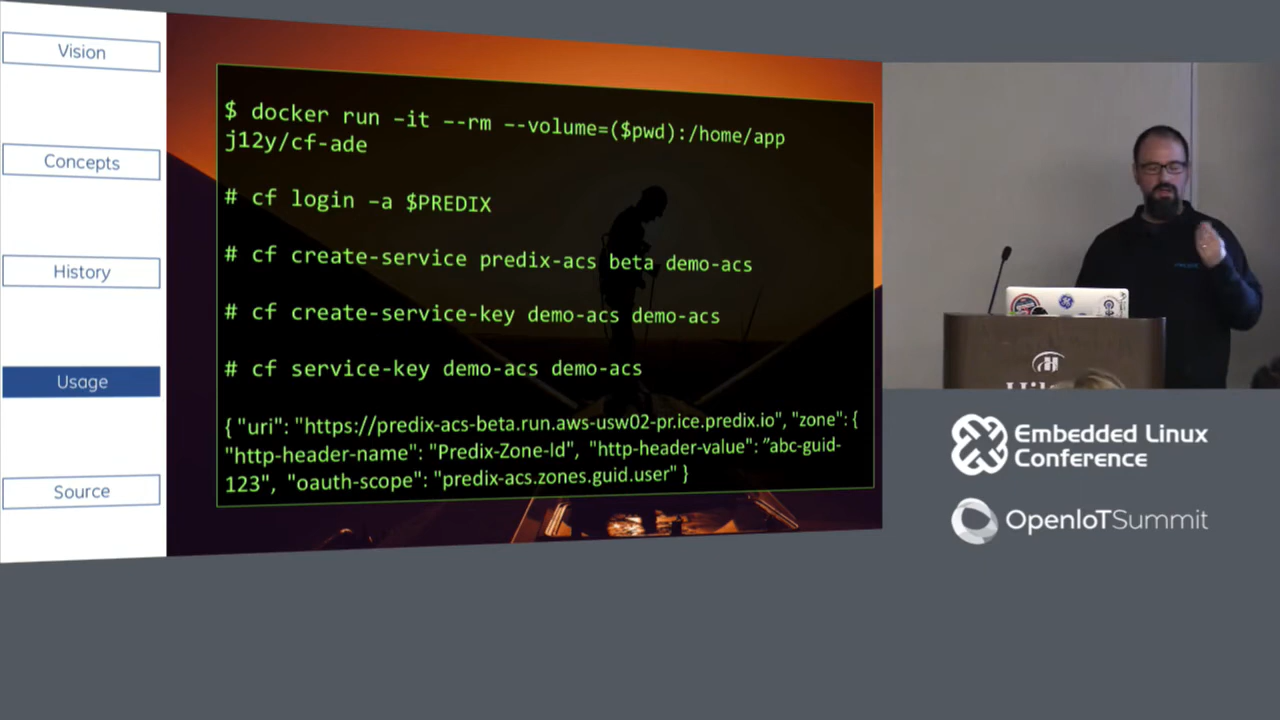 Vision
Concepts
History
Usage
Source
$ docker run –it --rm --volume=($pwd):/home/app
j12y/cf-ade
# cf login –a $PREDIX
# cf create-service predix-acs beta demo-acs
# cf create-service-key demo-acs demo-acs
# cf service-key demo-acs demo-acs
{ "uri": "https://predix-acs-beta.run.aws-usw02-pr.ice.predix.io", "zone": {
"http-header-name": "Predix-Zone-Id", "http-header-value": "abc-guid-
123", "oauth-scope": "predix-acs.zones.guid.user" }
Embedded Linux
Conference
OpenIoTSummit